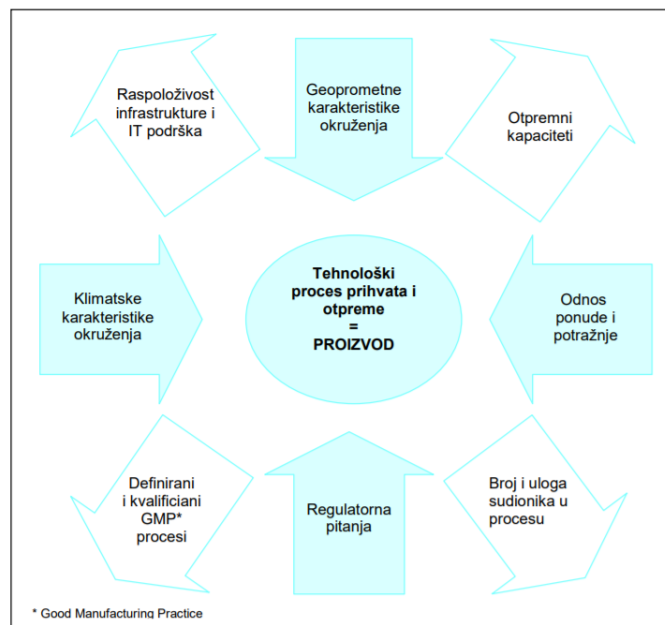 Raspoloživost
infrastrukture i
IT podrška
Geoprometne
karakteristike
okruženja
Otpremni
kapaciteti
Klimatske
karakteristike
okruženja
Tehnološki
proces prihvata i
otpreme
=
PROIZVOD
Odnos
ponude i
potražnje
Definirani
i kvalificiani
GMP*
procesi
Regulatorna
pitanja
Broj i uloga
sudionika u
procesu
* Good Manufacturing Practice